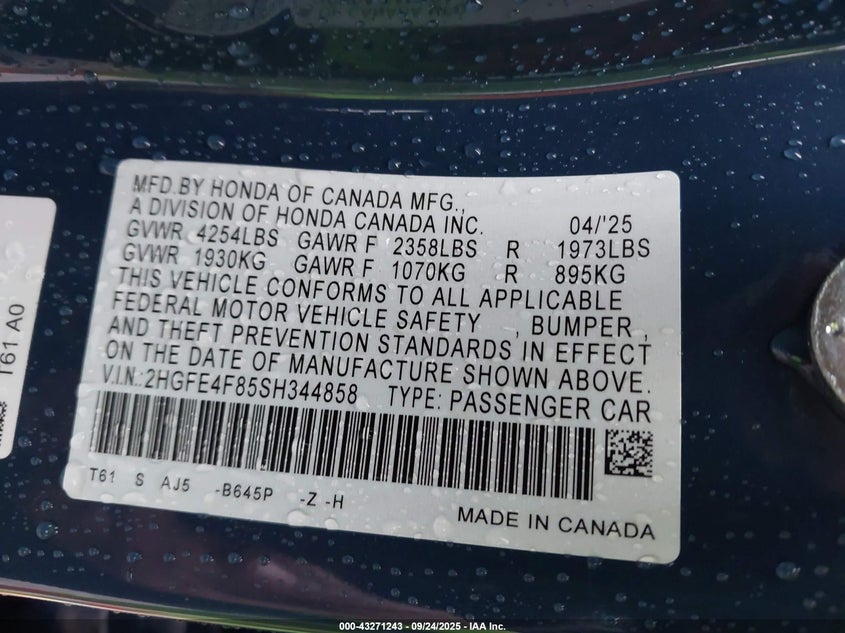 MFD.BY HONDA OF CANADA MFG.,
A DIVISION OF HONDA CANADA INC. 04/'25
GVWR 4254LBS GAWR F 2358LBS R 1973LBS
GVWR 1930KG GAWR F 1070KG R 895KG
THIS VEHICLE CONFORMS TO ALL APPLICABLE
FEDERAL MOTOR VEHICLE SAFETY , BUMPER ,
AND THEFT PREVENTION STANDARDS IN EFFECT
ON THE DATE OF MANUFACTURE SHOWN ABOVE.
V.I.N.:2HGFE4F85SH344858 TYPE: PASSENGER CAR
T61 S AJ5 -B645P -Z -H
MADE IN CANADA
T61 A0
000-43271243 - 09/24/2025 - IAA Inc.